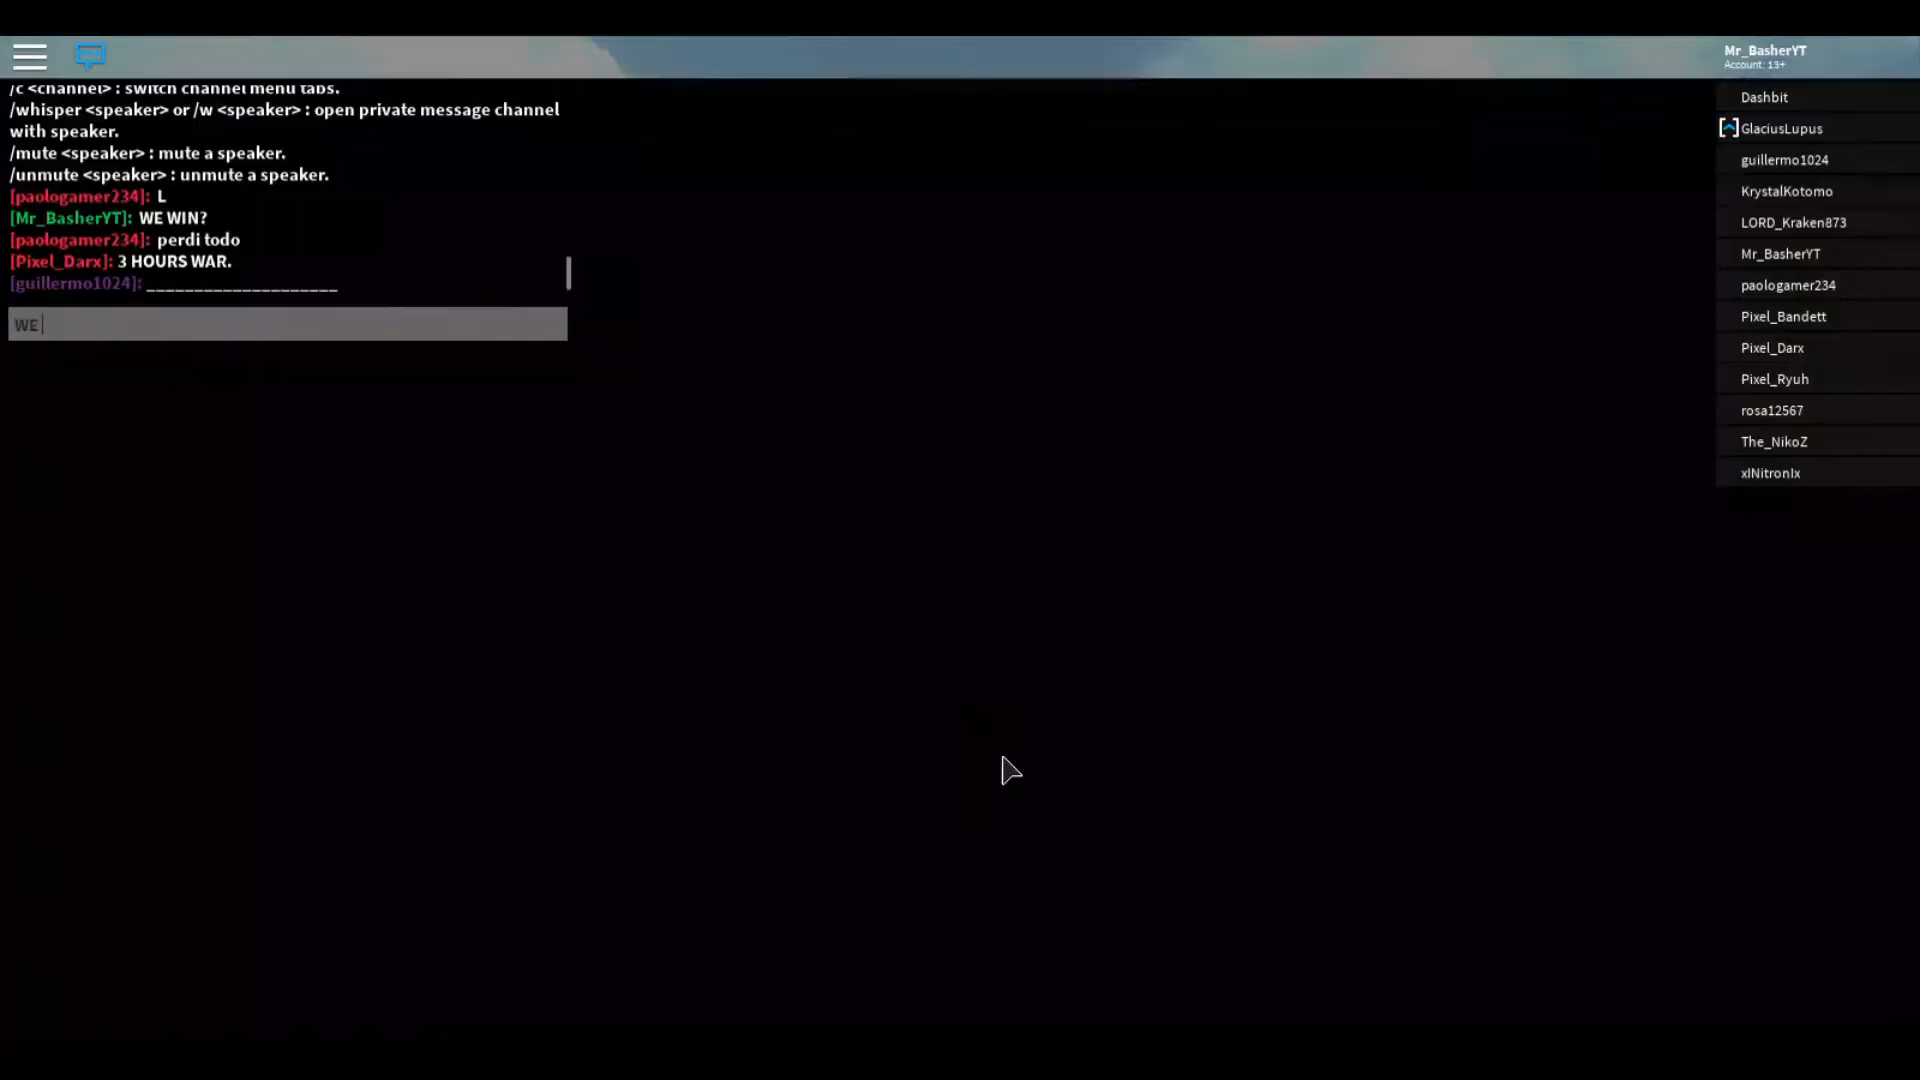 Mr_BasherYT
Account: 13+
/c <channel> : switch channel menu tabs.
/whisper <speaker> or /w <speaker> : open private message channel
with speaker.
/mute <speaker> : mute a speaker.
/unmute <speaker> : unmute a speaker.
[paologamer234]: L
[Mr_BasherYT]: WE WIN?
[paologamer234]: perdi todo
[Pixel_Darx]: 3 HOURS WAR.
[guillermo1024]: ____________________
WE
Dashbit
GlaciusLupus
guillermo1024
KrystalKotomo
LORD_Kraken873
Mr_BasherYT
paologamer234
Pixel_Bandett
Pixel_Darx
Pixel_Ryuh
rosa12567
The_NikoZ
xINitronIx